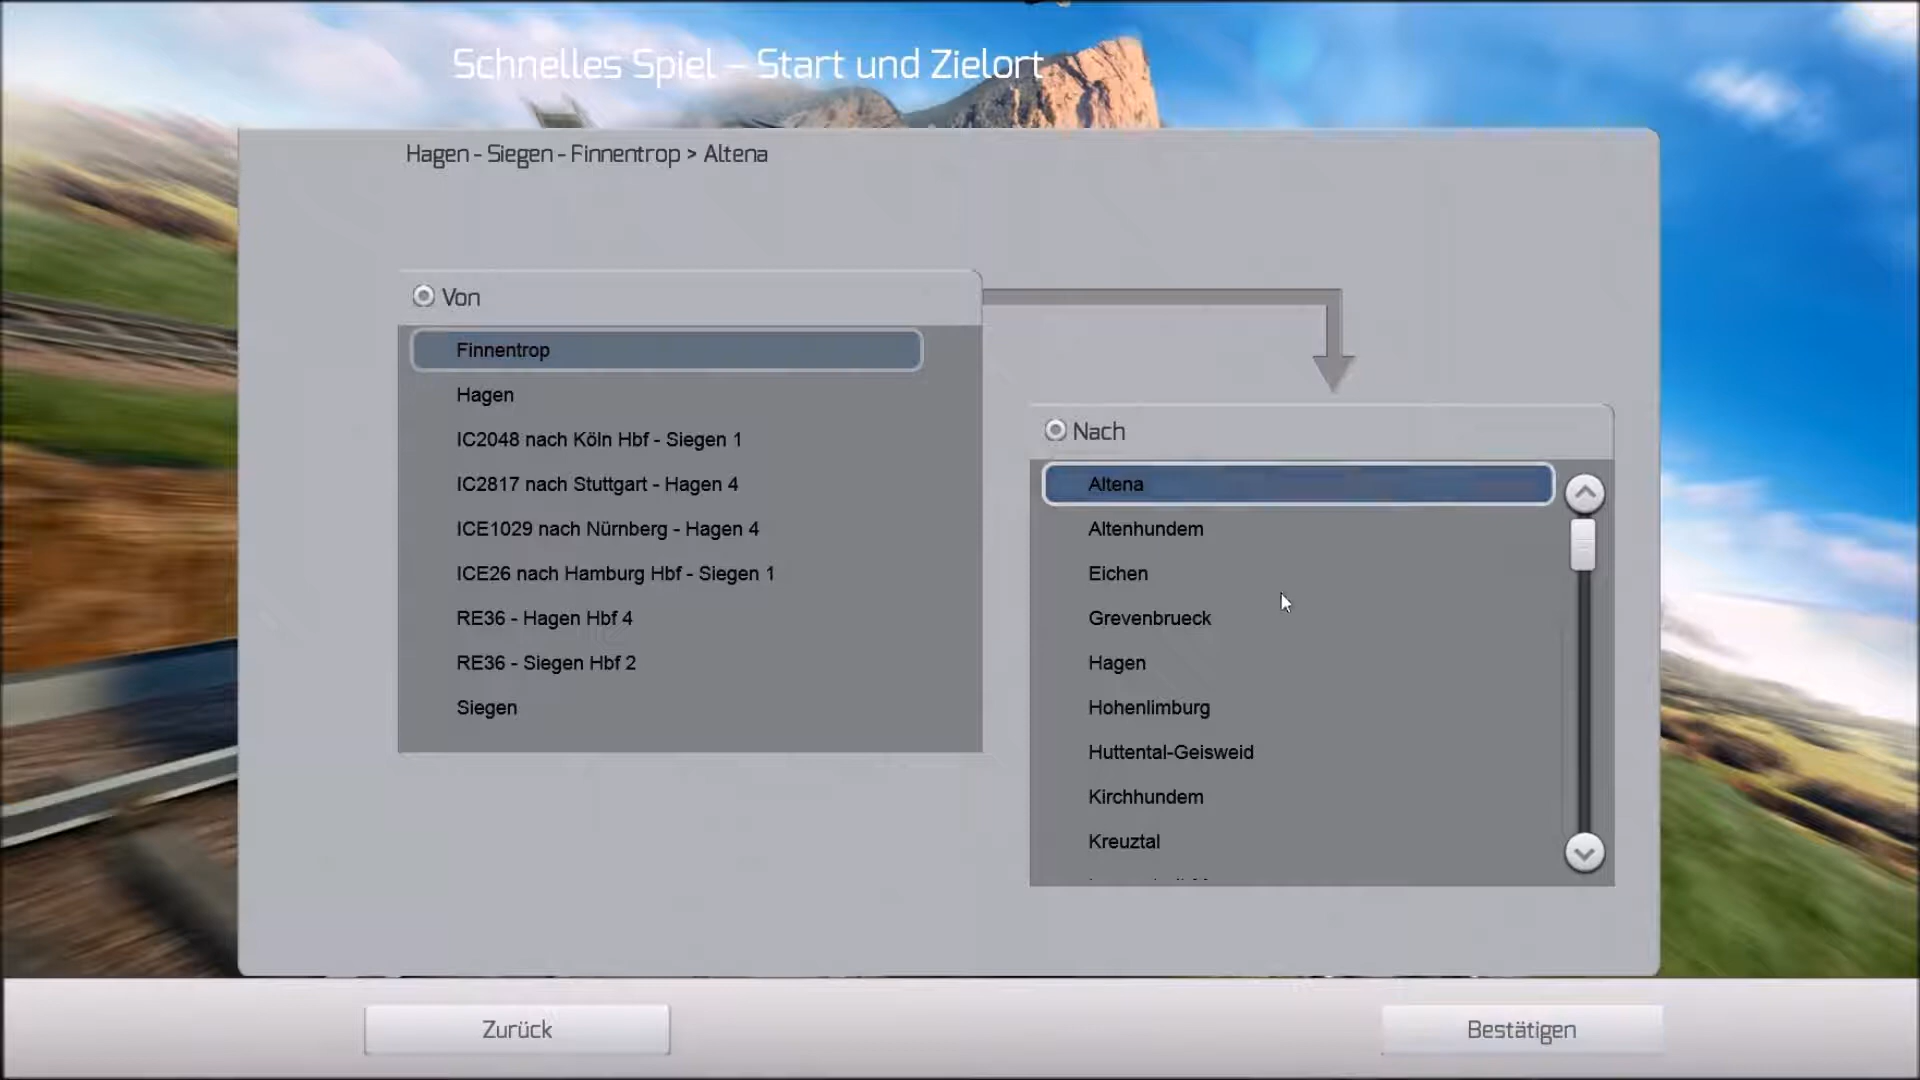 Schnelles Spiel – Start und Zielort
Hagen - Siegen - Finnentrop > Altena
Von
Finnentrop
Hagen
IC2048 nach Köln Hbf - Siegen 1
IC2817 nach Stuttgart - Hagen 4
ICE1029 nach Nürnberg - Hagen 4
ICE26 nach Hamburg Hbf - Siegen 1
RE36 - Hagen Hbf 4
RE36 - Siegen Hbf 2
Siegen
Nach
Altena
Altenhundem
Eichen
Grevenbrueck
Hagen
Hohenlimburg
Huttental-Geisweid
Kirchhundem
Kreuztal
Zurück
Bestätigen